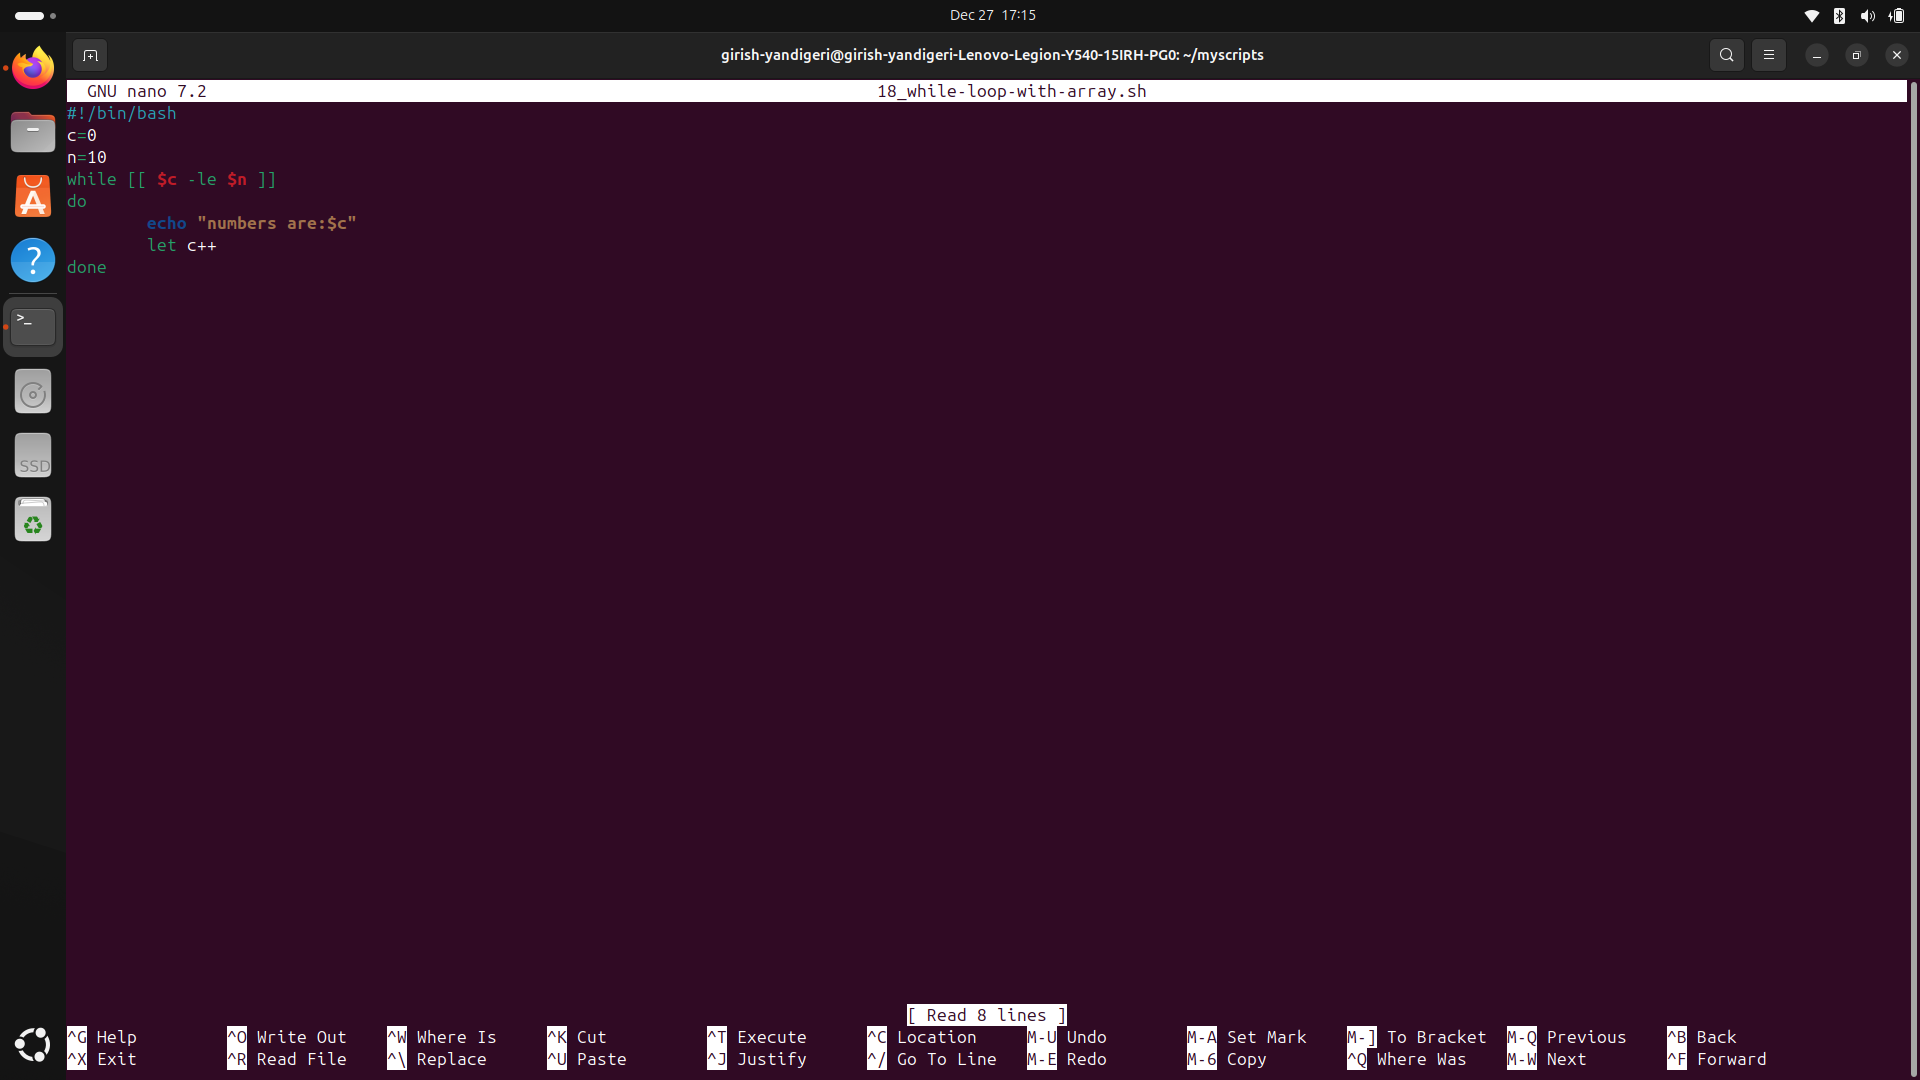 Dec 27 17:15
girish-yandigeri@girish-yandigeri-Lenovo-Legion-Y540-15IRH-PG0: ~/myscripts
GNU nano 7.2 18_while-loop-with-array.sh
#!/bin/bash
c=0
n=10
while [[ $c -le $n ]]
do
        echo "numbers are:$c"
        let c++
done
>_
SSD
[ Read 8 lines ]
^G Help ^O Write Out ^W Where Is ^K Cut ^T Execute ^C Location M-U Undo M-A Set Mark M-] To Bracket M-Q Previous ^B Back
^X Exit ^R Read File ^\ Replace ^U Paste ^J Justify ^/ Go To Line M-E Redo M-6 Copy ^Q Where Was M-W Next ^F Forward